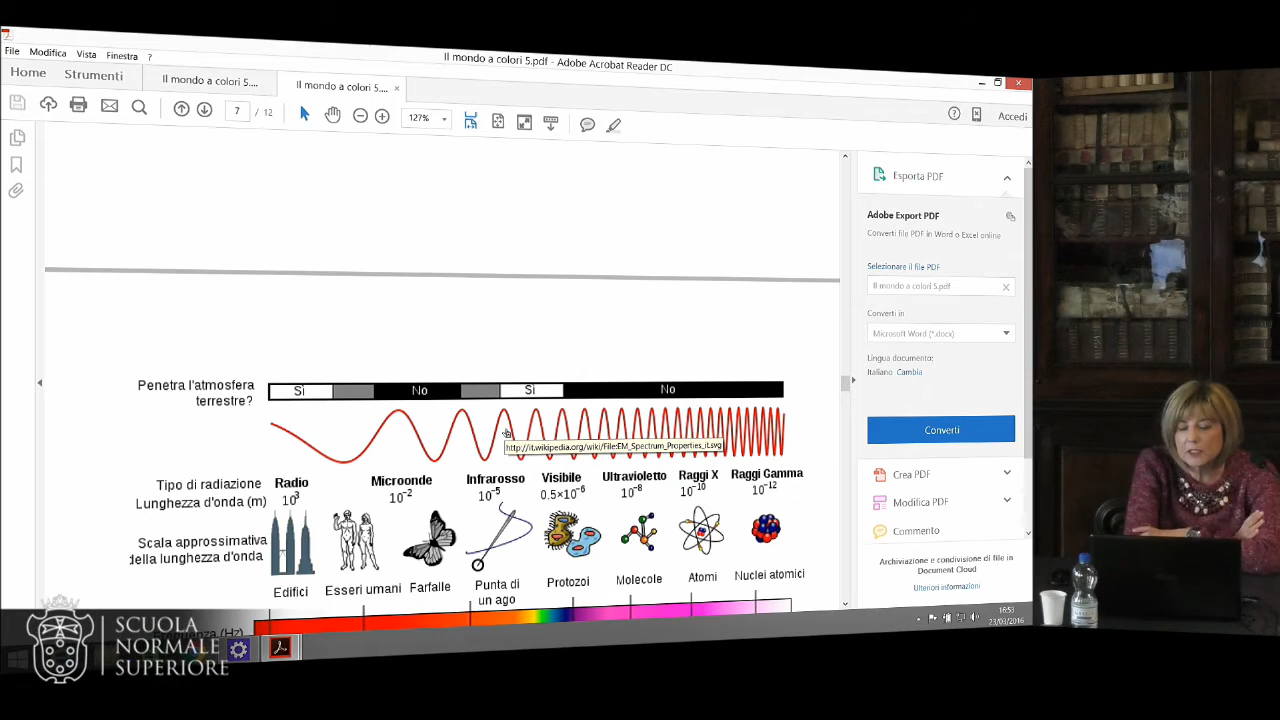 Il mondo a colori 5.pdf - Adobe Acrobat Reader DC
File Modifica Vista Finestra ?
Home Strumenti Il mondo a colori 5.... Il mondo a colori 5.... ×
7 / 12 127% Accedi
Esporta PDF
Adobe Export PDF
Converti file PDF in Word o Excel online
Selezionare il file PDF
Il mondo a colori 5.pdf ×
Converti in
Microsoft Word (*.docx)
Lingua documento:
Italiano Cambia
Converti
Crea PDF
Modifica PDF
Commento
Archiviazione e condivisione di file in
Document Cloud
Ulteriori informazioni
Penetra l'atmosfera
terrestre?
Sì No Sì No
http://it.wikipedia.org/wiki/File:EM_Spectrum_Properties_it.svg
Tipo di radiazione Radio Microonde Infrarosso Visibile Ultravioletto Raggi X Raggi Gamma
Lunghezza d'onda (m) 10³ 10⁻² 10⁻⁵ 0.5×10⁻⁶ 10⁻⁸ 10⁻¹⁰ 10⁻¹²
Scala approssimativa
della lunghezza d'onda
Edifici Esseri umani Farfalle Punta di
un ago Protozoi Molecole Atomi Nuclei atomici
(Hz)
16:53
23/03/2016
SCUOLA
NORMALE
SUPERIORE